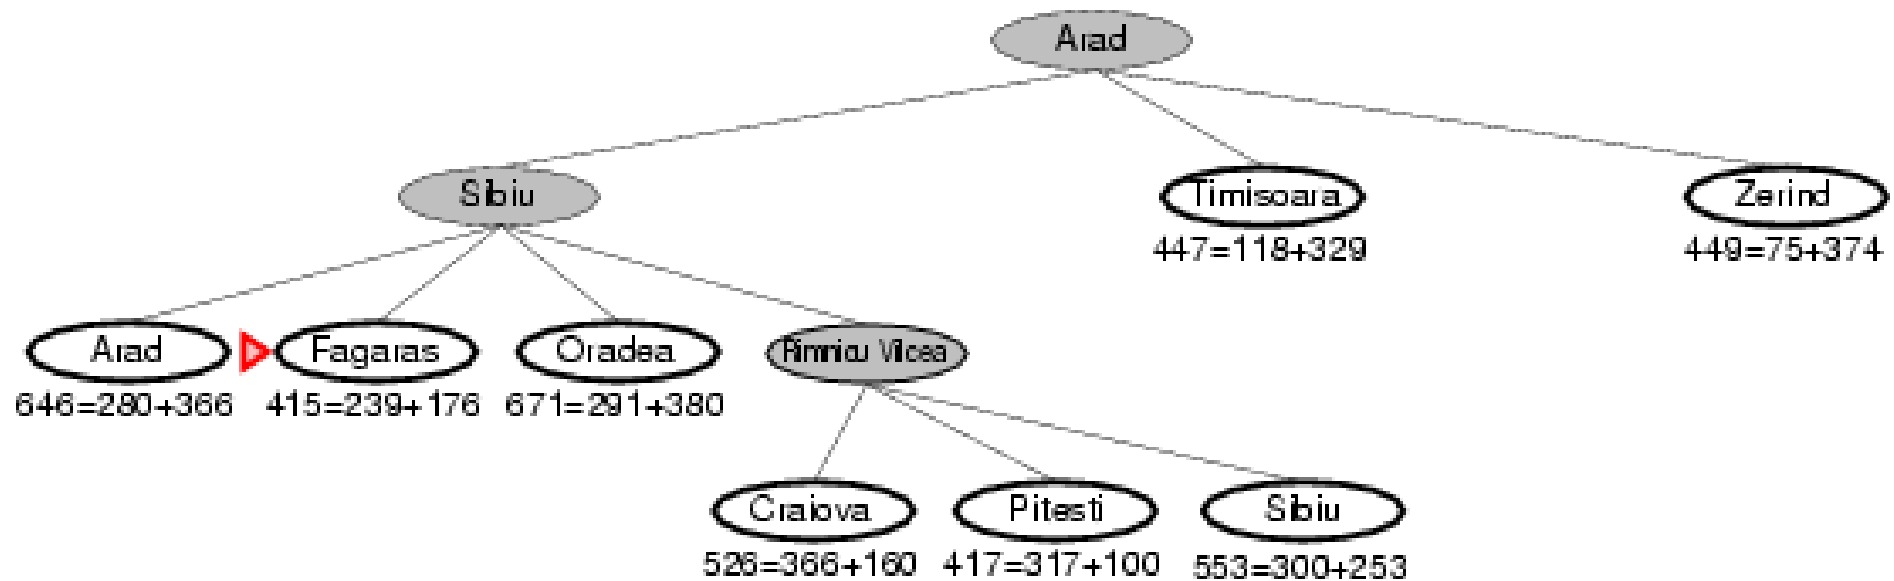 Arad
Sibiu
Timisoara
Zerind
447=118+329
449=75+374
Arad
Fagaras
Oradea
Rimnicu Vilcea
646=280+366
415=239+176
671=291+380
Craiova
Pitesti
Sibiu
526=366+160
417=317+100
553=300+253